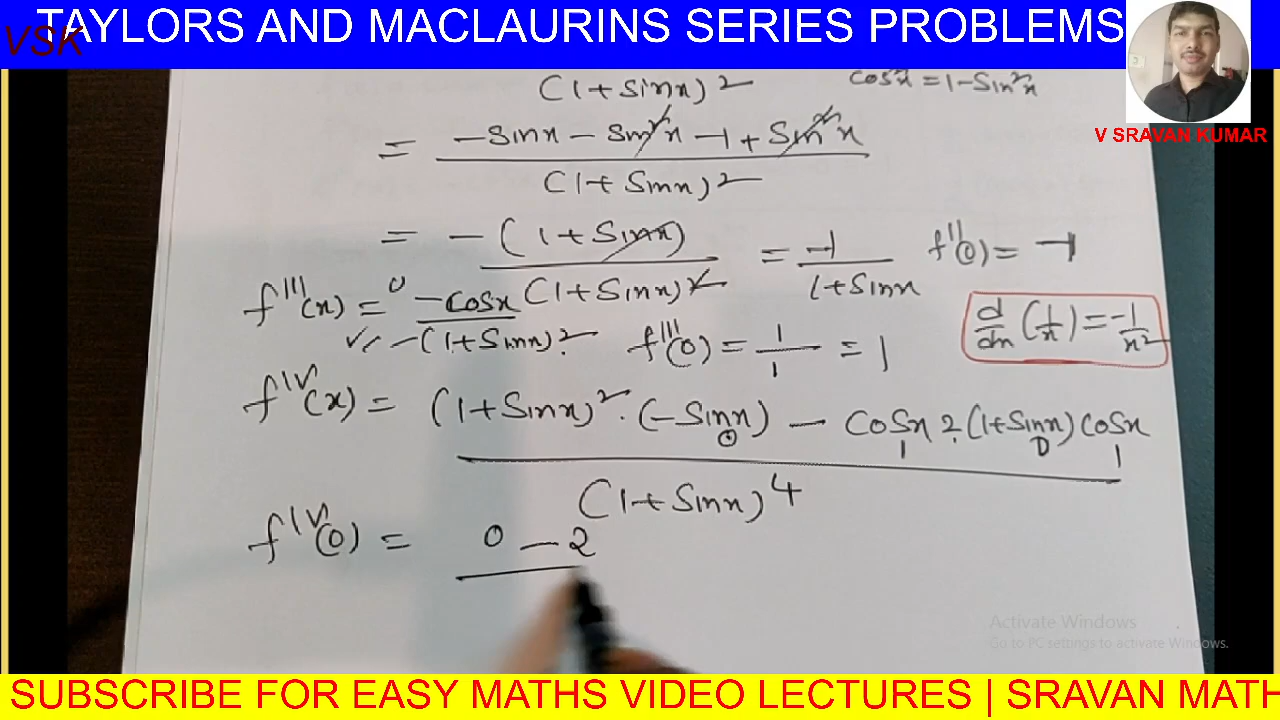 TAYLORS AND MACLAURINS SERIES PROBLEMS
VSK
V SRAVAN KUMAR
(1+Sinx)² cos²x = 1-Sin²x
= -Sinx - Sin²x -1 + Sin²x
(1+Sinx)²
= -(1+Sinx) = -1 f''(0) = -1
(1+Sinx)² 1+Sinx
f'''(x) = 0 -cosx
-(1+Sinx)² f'''(0) = 1/1 = 1
d/dx (1/x) = -1/x²
f^IV(x) = (1+Sinx)² · (-Sinx) - Cosx 2·(1+Sinx) Cosx
0 1 0 1
(1+Sinx)⁴
f^IV(0) = 0 - 2
Activate Windows
Go to PC settings to activate Windows.
SUBSCRIBE FOR EASY MATHS VIDEO LECTURES | SRAVAN MATH